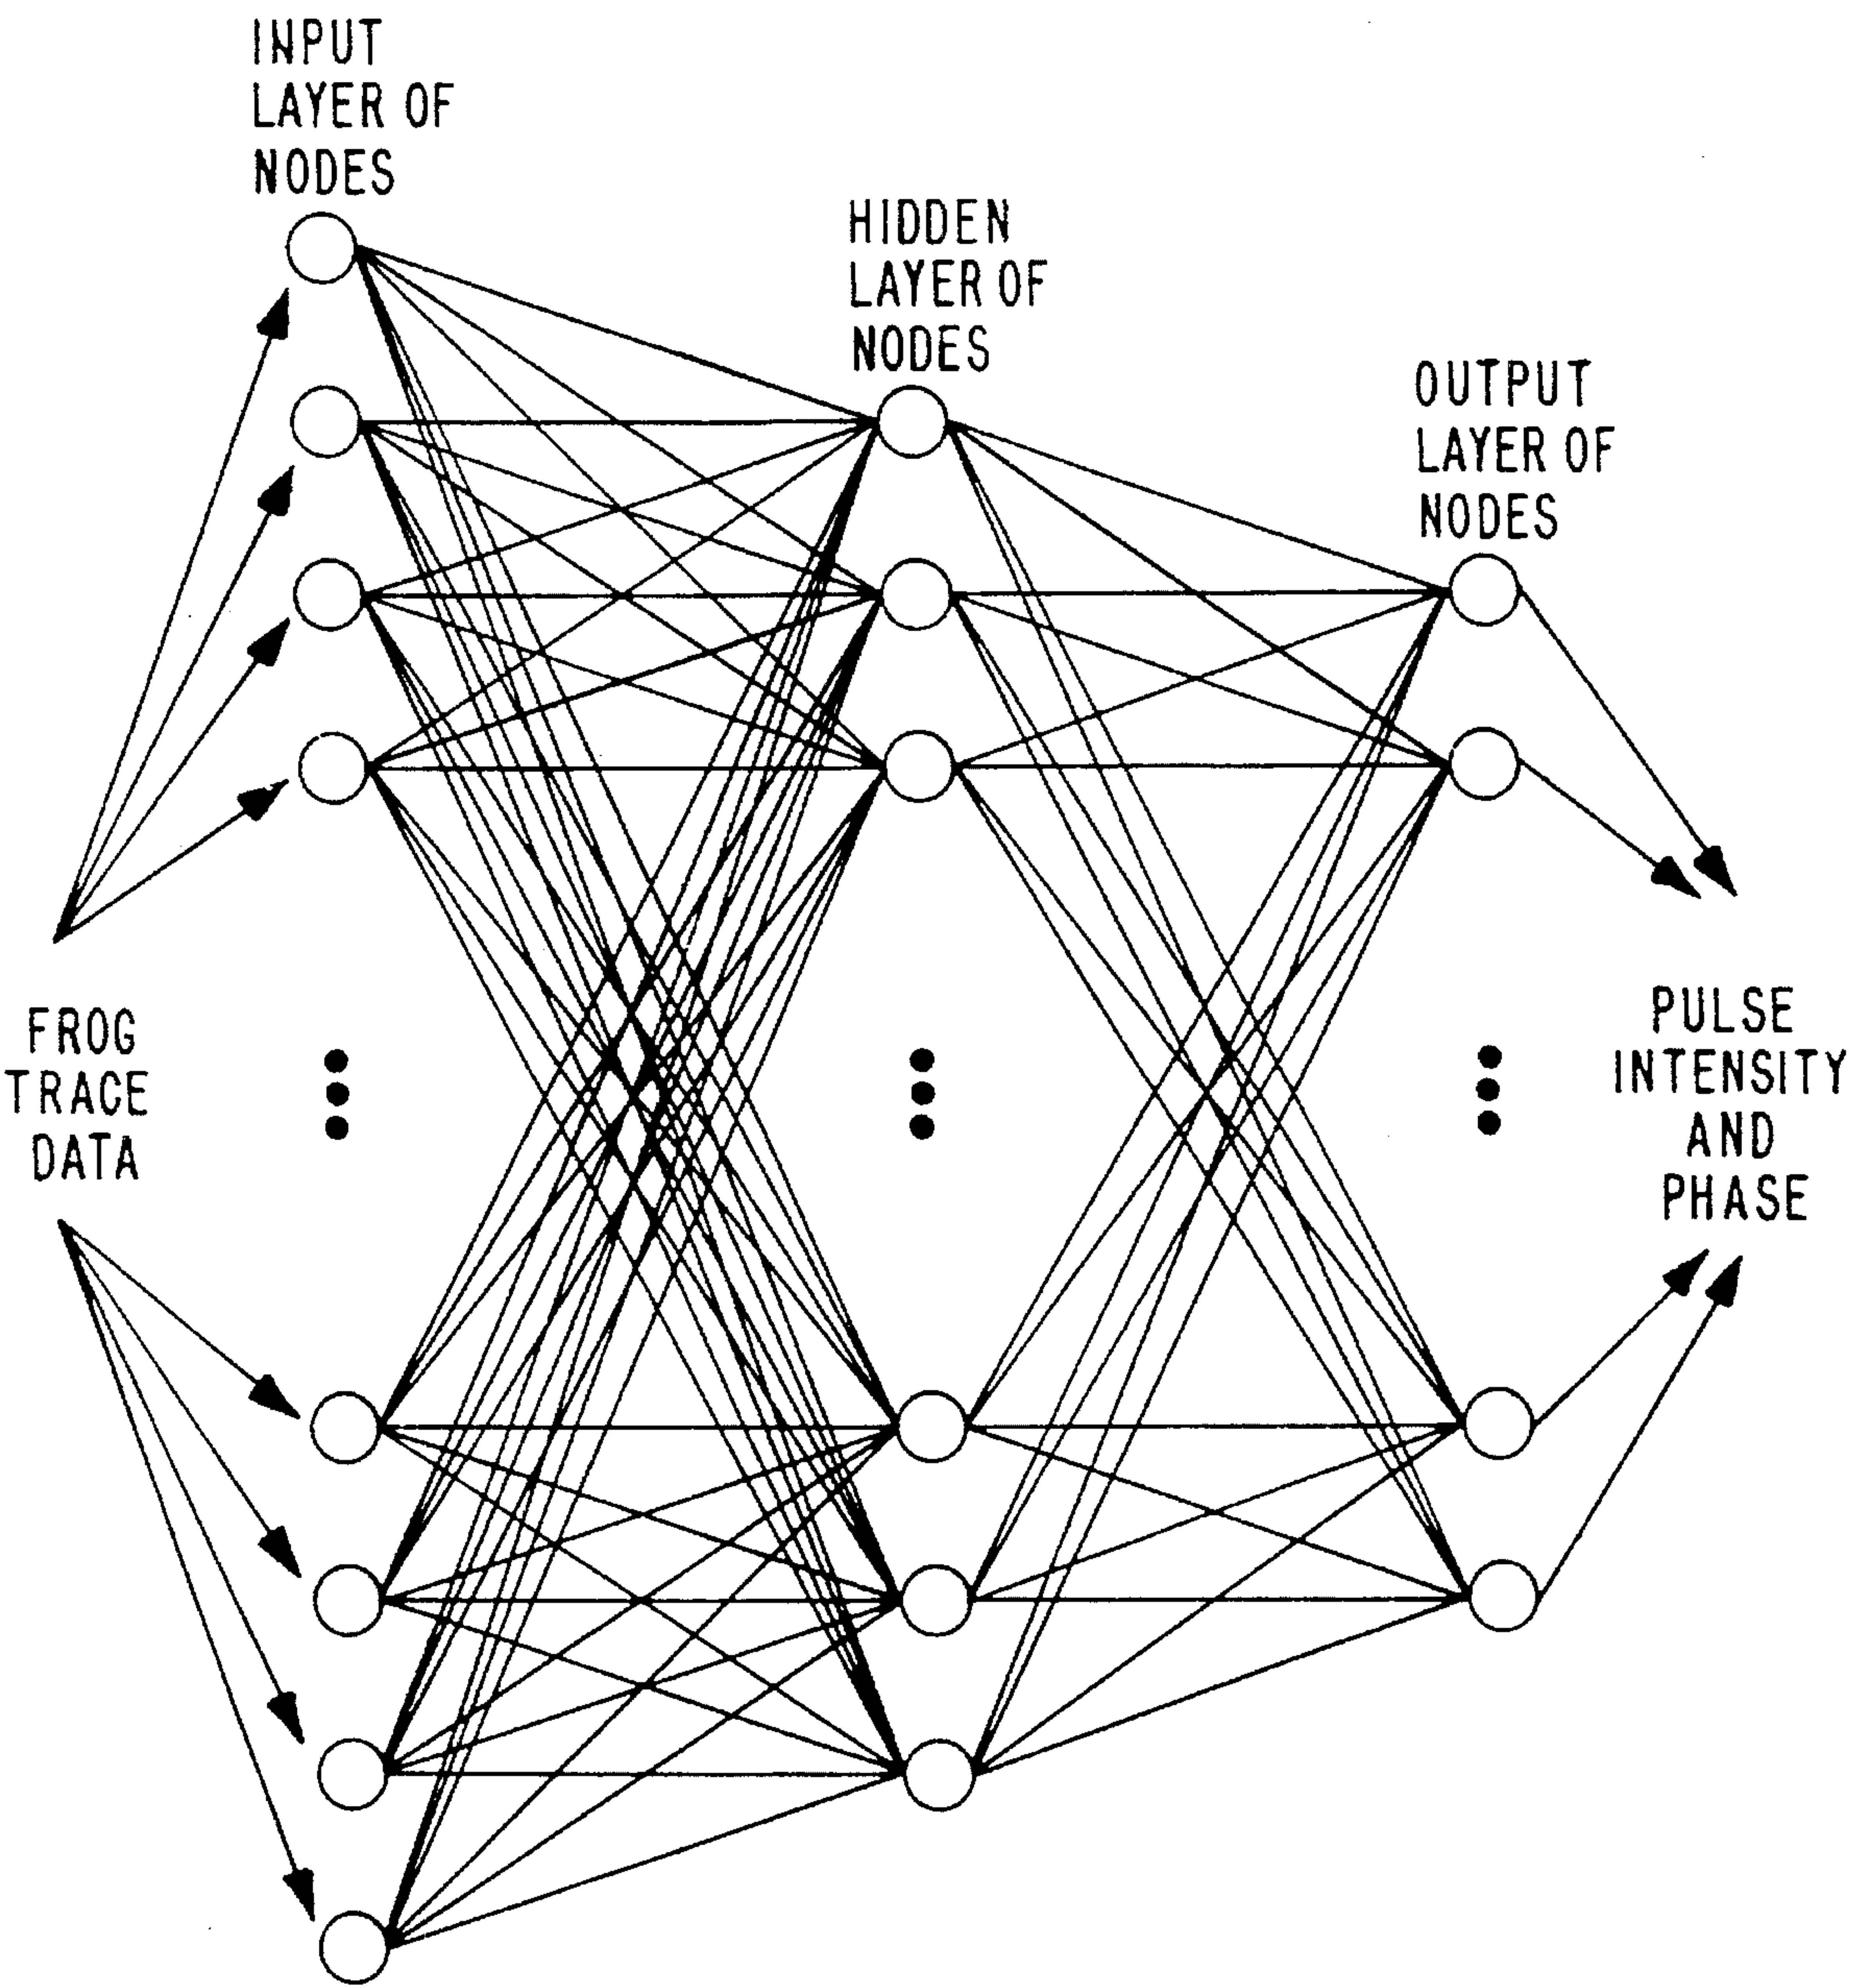 INPUT
LAYER OF
NODES
HIDDEN
LAYER OF
NODES
OUTPUT
LAYER OF
NODES
FROG
TRACE
DATA
PULSE
INTENSITY
AND
PHASE